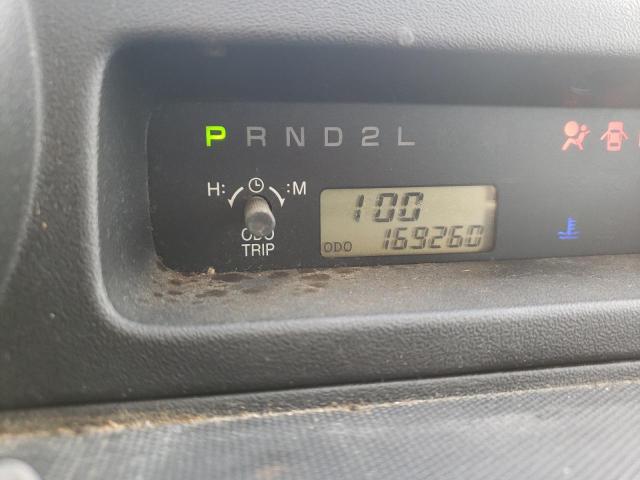 P R N D 2 L
H: :M
1 00
ODO 169260
ODO
TRIP